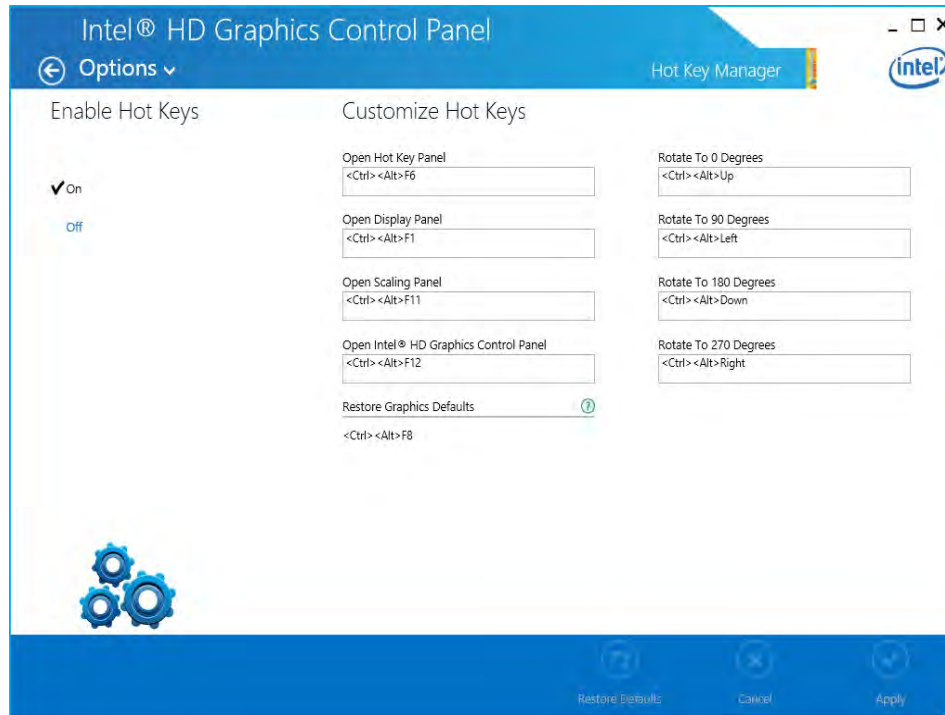 Intel® HD Graphics Control Panel
Options
Hot Key Manager
intel
Enable Hot Keys
On
Off
Customize Hot Keys
Open Hot Key Panel
<Ctrl><Alt>F6
Open Display Panel
<Ctrl><Alt>F1
Open Scaling Panel
<Ctrl><Alt>F11
Open Intel® HD Graphics Control Panel
<Ctrl><Alt>F12
Restore Graphics Defaults ?
<Ctrl><Alt>F8
Rotate To 0 Degrees
<Ctrl><Alt>Up
Rotate To 90 Degrees
<Ctrl><Alt>Left
Rotate To 180 Degrees
<Ctrl><Alt>Down
Rotate To 270 Degrees
<Ctrl><Alt>Right
Restore Defaults
Cancel
Apply